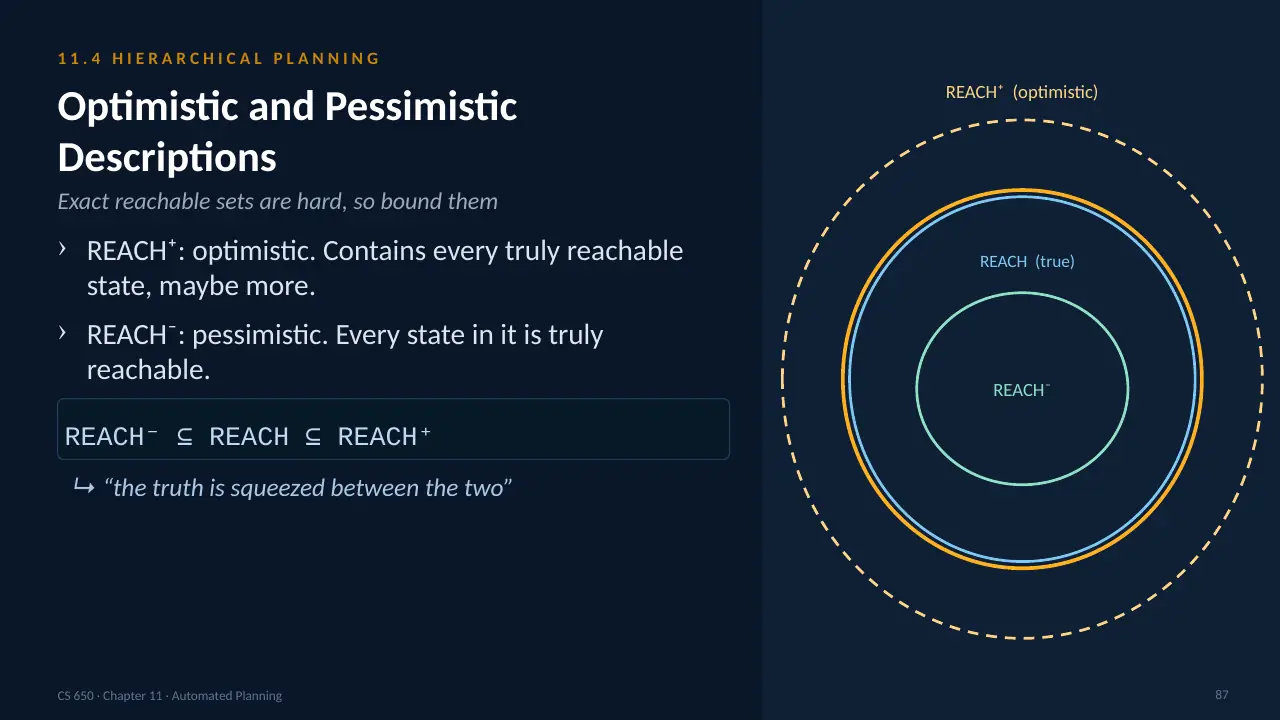 11.4 HIERARCHICAL PLANNING
Optimistic and Pessimistic
Descriptions
Exact reachable sets are hard, so bound them
› REACH⁺: optimistic. Contains every truly reachable
state, maybe more.
› REACH⁻: pessimistic. Every state in it is truly
reachable.
REACH⁻ ⊆ REACH ⊆ REACH⁺
↪ “the truth is squeezed between the two”
REACH⁺ (optimistic)
REACH (true)
REACH⁻
CS 650 · Chapter 11 · Automated Planning
87